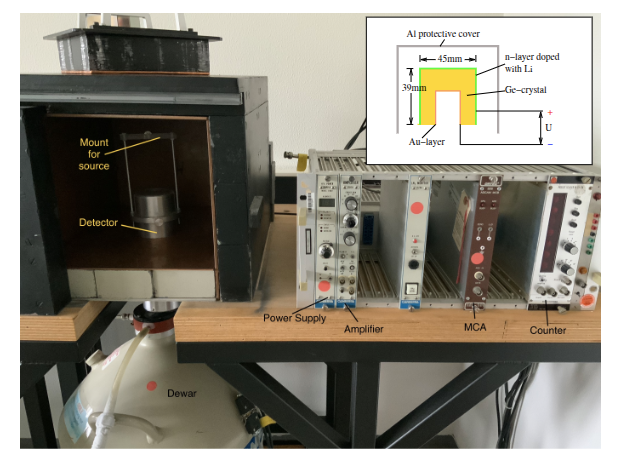 Al protective cover
45mm
n-layer doped
with Li
39mm
Ge-crystal
+
U
Au-layer
-
Mount
for
source
Detector
Power Supply
Amplifier
MCA
Counter
Dewar